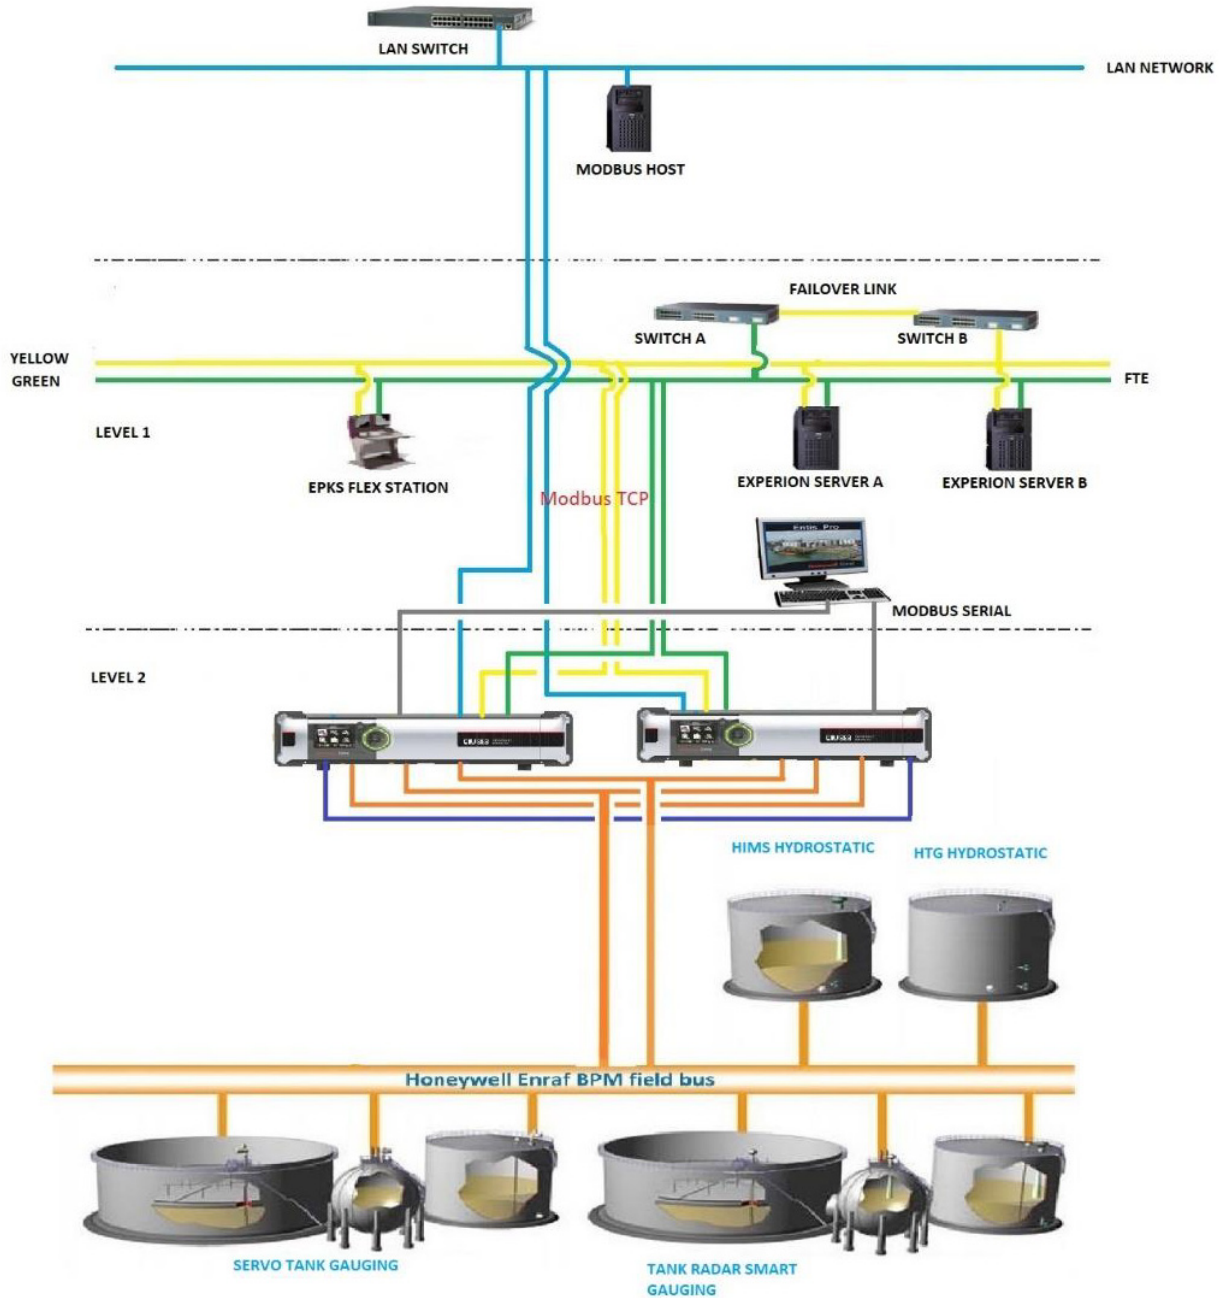 LAN SWITCH
LAN NETWORK
MODBUS HOST
FAILOVER LINK
SWITCH A
SWITCH B
YELLOW
GREEN
FTE
LEVEL 1
EPKS FLEX STATION
EXPERION SERVER A
EXPERION SERVER B
Modbus TCP
Entis Pro
MODBUS SERIAL
LEVEL 2
HIMS HYDROSTATIC
HTG HYDROSTATIC
Honeywell Enraf BPM field bus
SERVO TANK GAUGING
TANK RADAR SMART
GAUGING